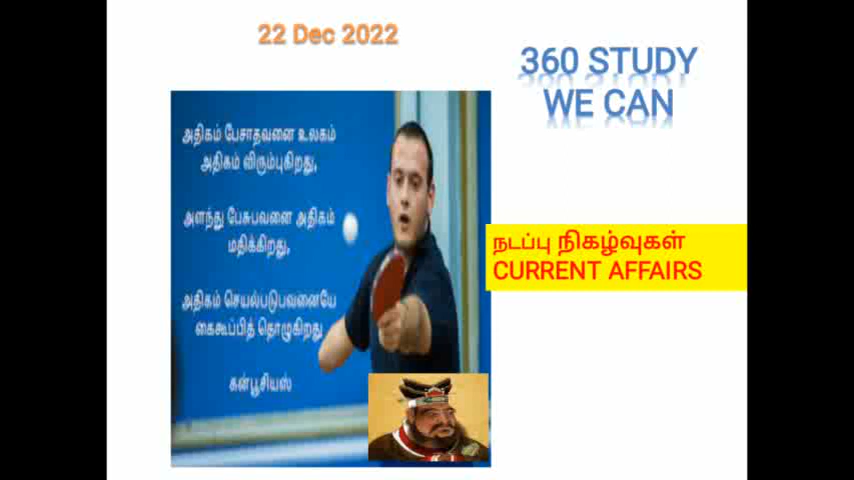 22 Dec 2022
360 STUDY
WE CAN
அதிகம் பேசாதவனை உலகம்
அதிகம் விரும்புகிறது,
அளந்து பேசுபவனை அதிகம்
மதிக்கிறது,
அதிகம் செயல்படுபவனையே
கைகூப்பித் தொழுகிறது
கன்பூசியஸ்
நடப்பு நிகழ்வுகள்
CURRENT AFFAIRS